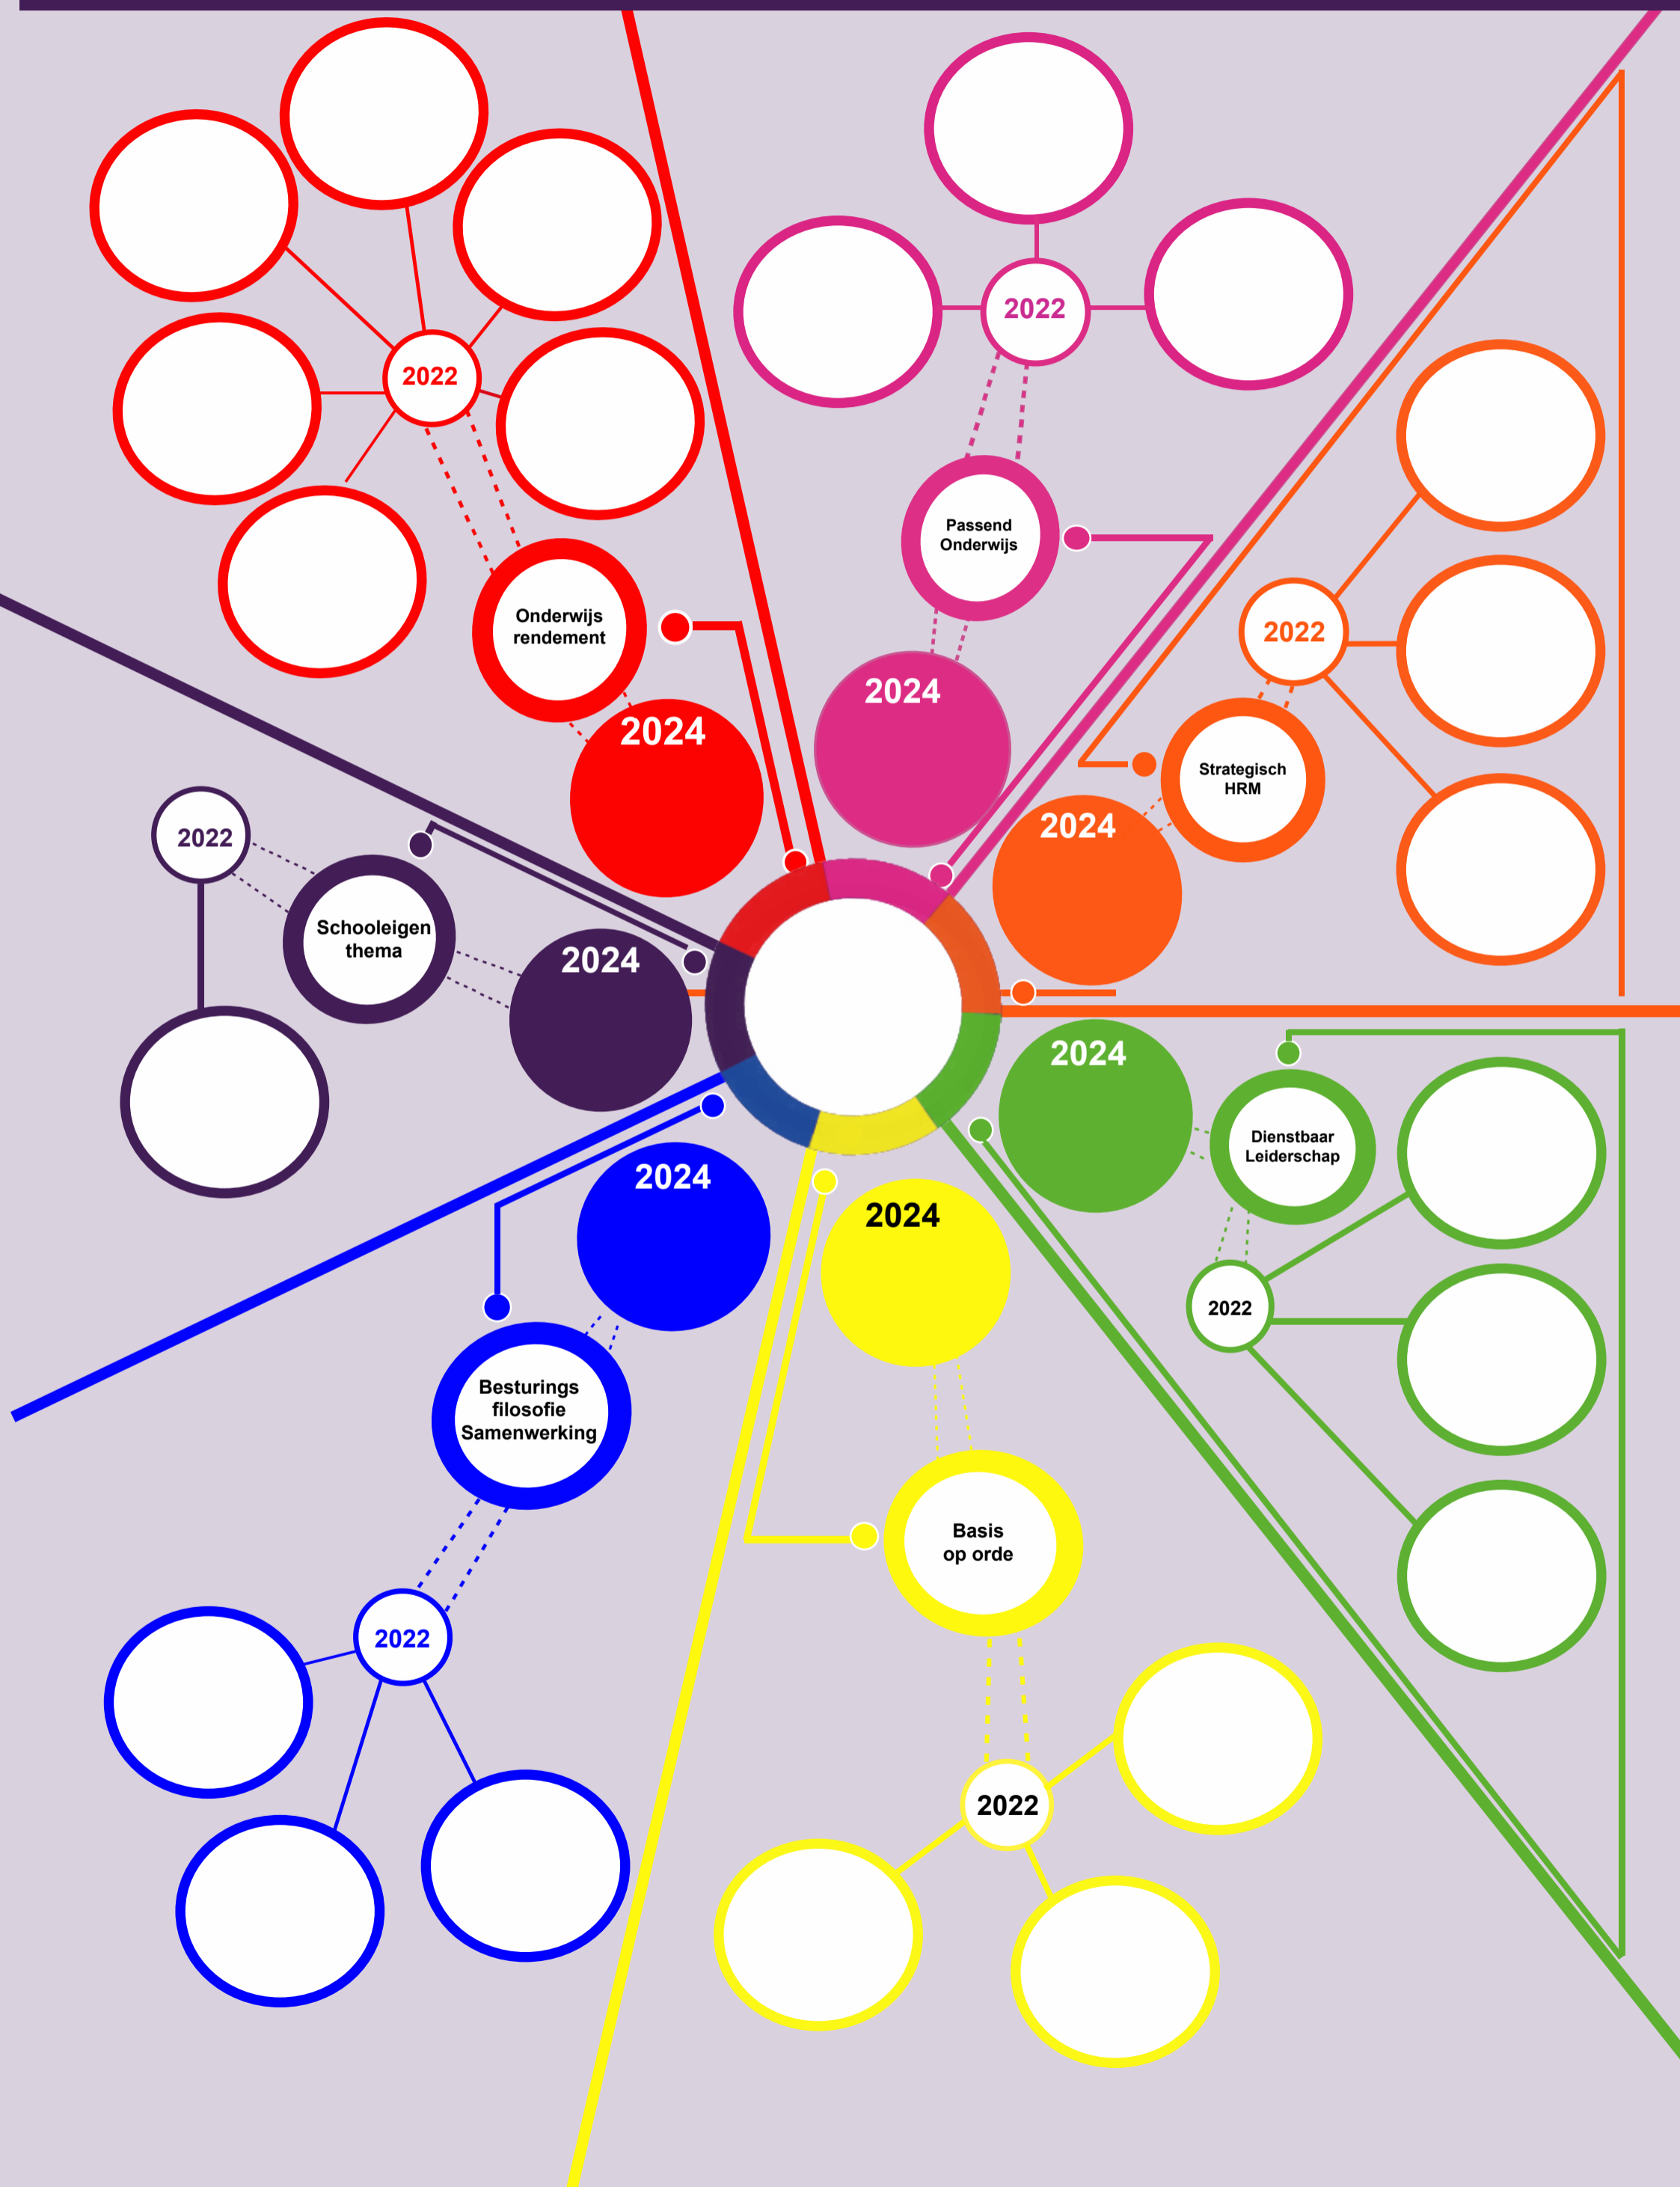 2022
Onderwijs
rendement
2024
2022
Passend
Onderwijs
2024
2022
Strategisch
HRM
2024
2022
Schooleigen
thema
2024
2024
Dienstbaar
Leiderschap
2022
2024
Besturings
filosofie
Samenwerking
2022
2024
Basis
op orde
2022